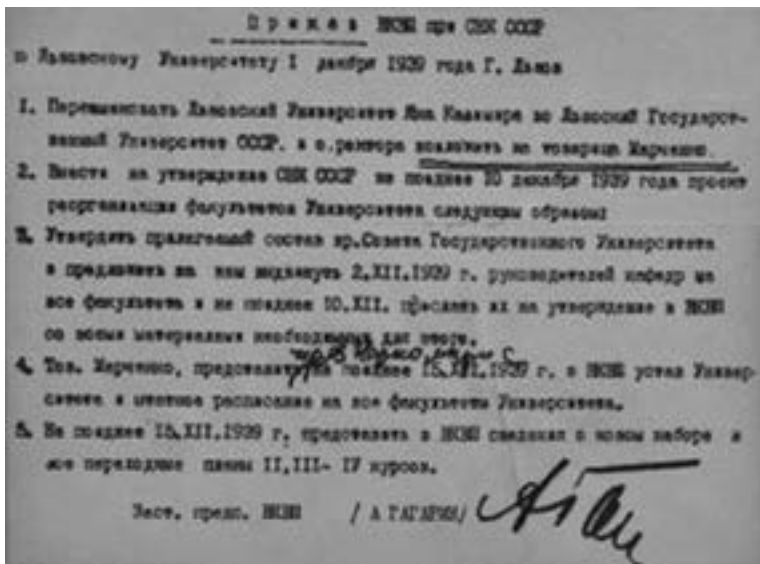 Приказ ВКВШ при СНК СССР
по Львовскому Университету 1 декабря 1939 года Г. Львов
1. Переименовать Львовский Университет Яна Казимира во Львоский Государст-
венный Университет СССР. и о.ректора возложить на товарища Марченко.
2. Внести на утверждение СНК СССР не позднее 10 декабря 1939 года проект
реорганизации факультетов Университета следующим образом:
3. Утвердить прилагаемый состав вр.Совета Государственного Университета
и предложить им выдвинуть 2.XII.1939 г. руководителей кафедр на
все факультеты и не позднее 10.XII. прислать их на утверждение в ВКВШ
со всеми материалами необходимыми для этого.
4. Тов. Марченко, представить не позднее 15.XII.1939 г. в ВКВШ устав Универ-
ситета и штатное расписание на все факультеты Университета.
5. Не позднее 15.XII.1939 г. представить в ВКВШ сведения о новом наборе и
все переходные планы II,III- IV курсов.
Зест. пред. ВКВШ / А ГАГАРИН/